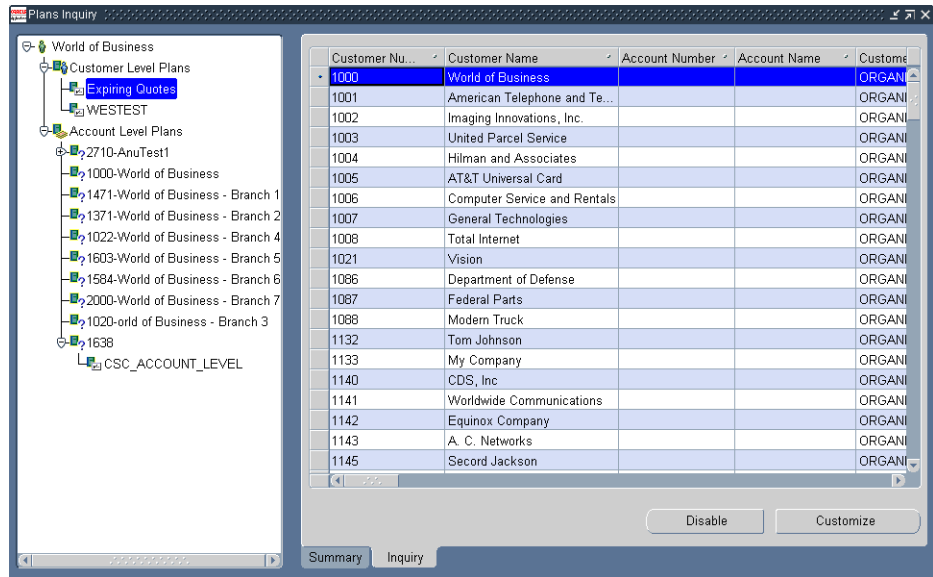 Plans Inquiry
World of Business
Customer Level Plans
Expiring Quotes
WESTEST
Account Level Plans
2710-AnuTest1
1000-World of Business
1471-World of Business - Branch 1
1371-World of Business - Branch 2
1022-World of Business - Branch 4
1603-World of Business - Branch 5
1584-World of Business - Branch 6
2000-World of Business - Branch 7
1020-orld of Business - Branch 3
1638
CSC_ACCOUNT_LEVEL
Customer Nu... Customer Name Account Number Account Name Custome
1000 World of Business ORGANI
1001 American Telephone and Te... ORGANI
1002 Imaging Innovations, Inc. ORGANI
1003 United Parcel Service ORGANI
1004 Hilman and Associates ORGANI
1005 AT&T Universal Card ORGANI
1006 Computer Service and Rentals ORGANI
1007 General Technologies ORGANI
1008 Total Internet ORGANI
1021 Vision ORGANI
1086 Department of Defense ORGANI
1087 Federal Parts ORGANI
1088 Modern Truck ORGANI
1132 Tom Johnson ORGANI
1133 My Company ORGANI
1140 CDS, Inc ORGANI
1141 Worldwide Communications ORGANI
1142 Equinox Company ORGANI
1143 A. C. Networks ORGANI
1145 Secord Jackson ORGANI
Disable Customize
Summary Inquiry